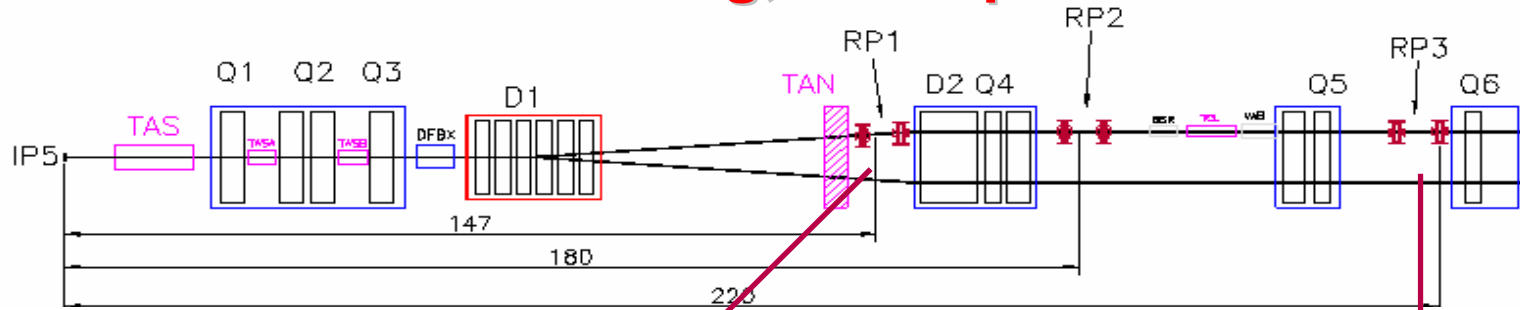 RP2
RP1
RP3
Q1 Q2 Q3
D1
TAN
D2 Q4
Q5
Q6
TAS
TASA
TASB
DFBx
IP5
147
180
220